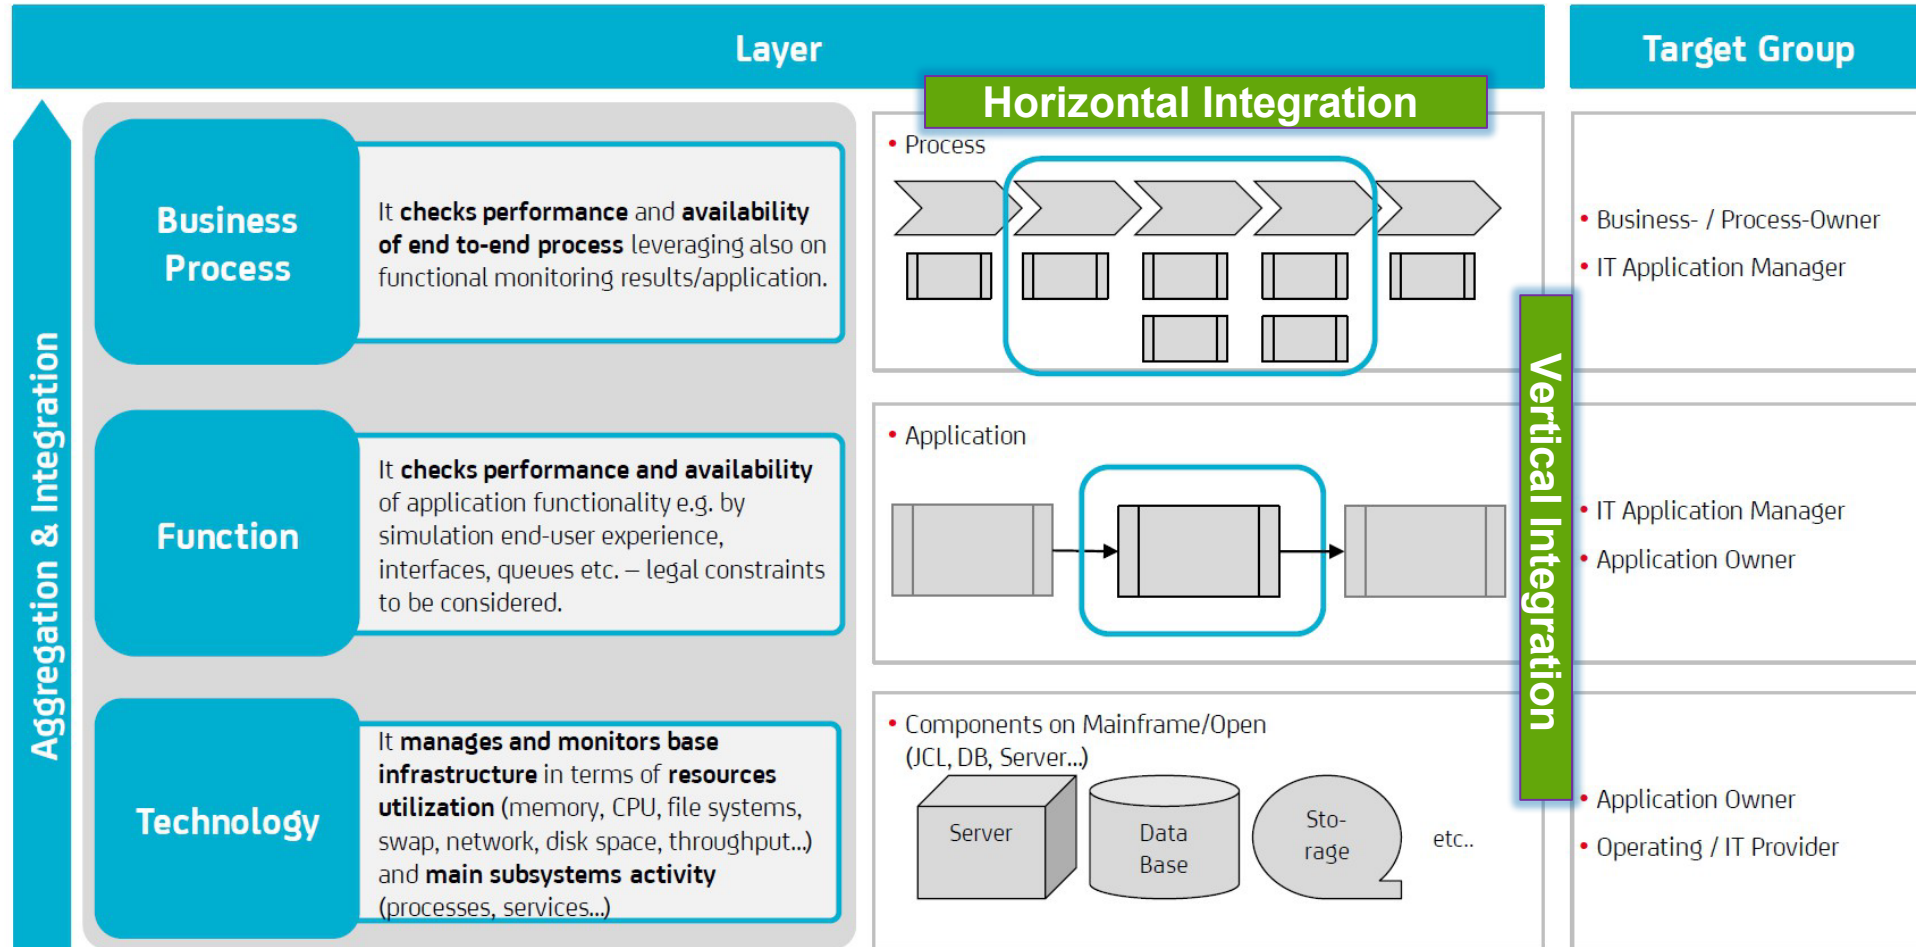 Layer
Target Group
Horizontal Integration
Aggregation & Integration
Business
Process
It checks performance and availability
of end to-end process leveraging also on
functional monitoring results/application.
• Process
• Business- / Process-Owner
• IT Application Manager
Vertical Integration
Function
It checks performance and availability
of application functionality e.g. by
simulation end-user experience,
interfaces, queues etc. – legal constraints
to be considered.
• Application
• IT Application Manager
• Application Owner
Technology
It manages and monitors base
infrastructure in terms of resources
utilization (memory, CPU, file systems,
swap, network, disk space, throughput...)
and main subsystems activity
(processes, services...)
• Components on Mainframe/Open
(JCL, DB, Server...)
Server
Data
Base
Sto-
rage
etc..
• Application Owner
• Operating / IT Provider